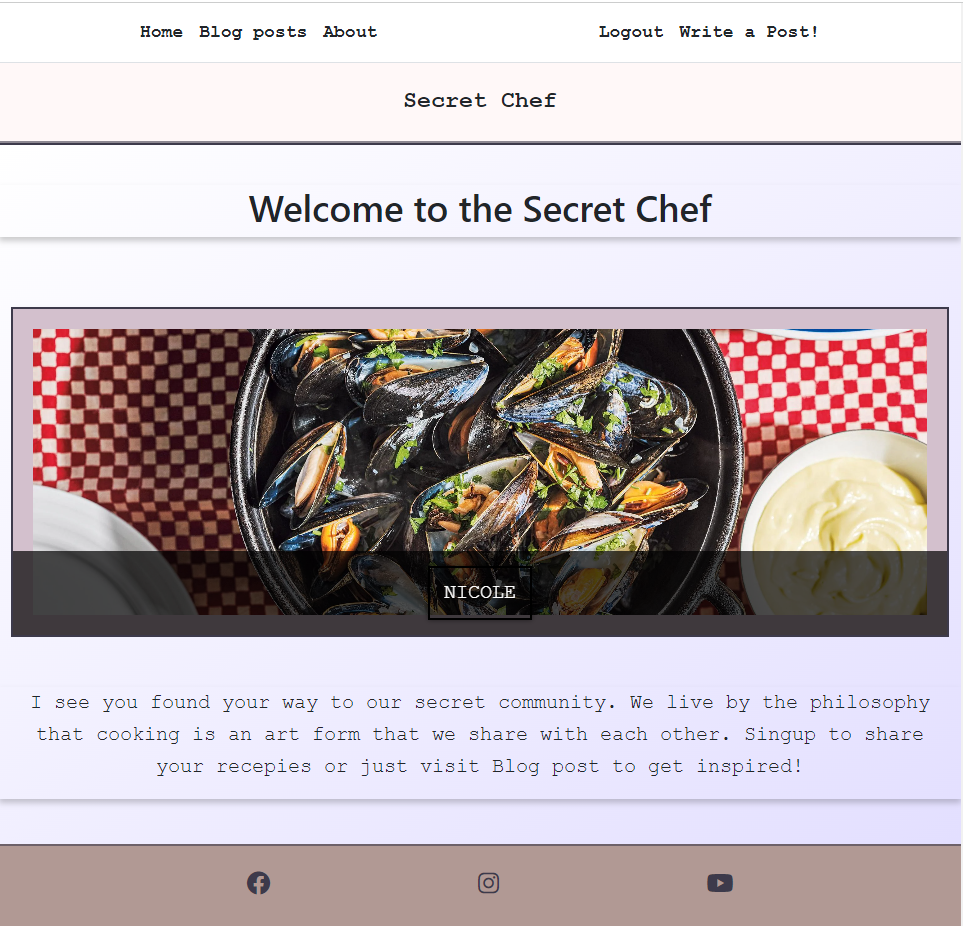 Home Blog posts About Logout Write a Post!
Secret Chef
Welcome to the Secret Chef
NICOLE
I see you found your way to our secret community. We live by the philosophy
that cooking is an art form that we share with each other. Singup to share
your recepies or just visit Blog post to get inspired!